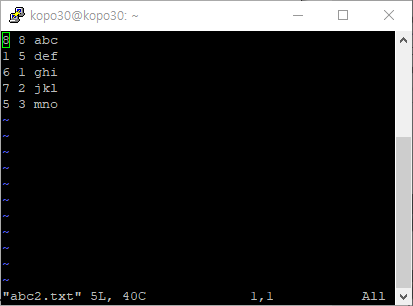 kopo30@kopo30: ~
8 8 abc
1 5 def
6 1 ghi
7 2 jkl
5 3 mno
~
~
~
~
~
~
~
~
~
~
~
"abc2.txt" 5L, 40C 1,1 All